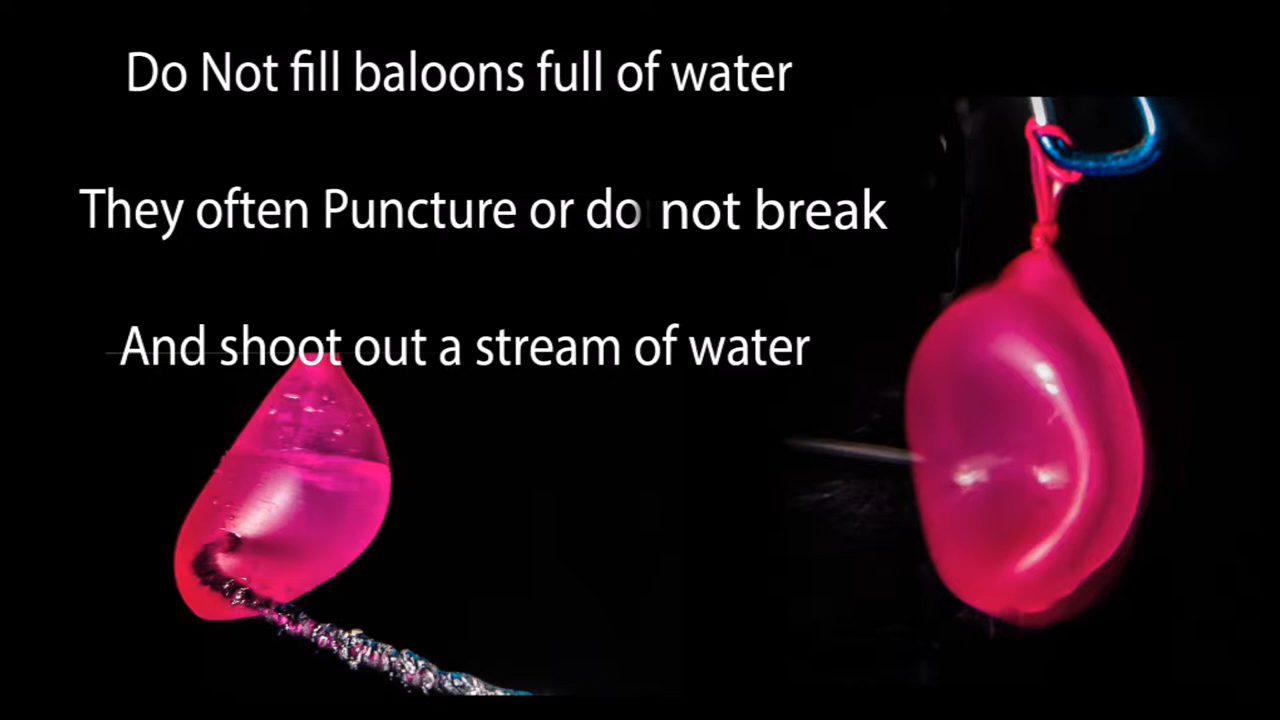 Do Not fill baloons full of water
They often Puncture or do not break
And shoot out a stream of water